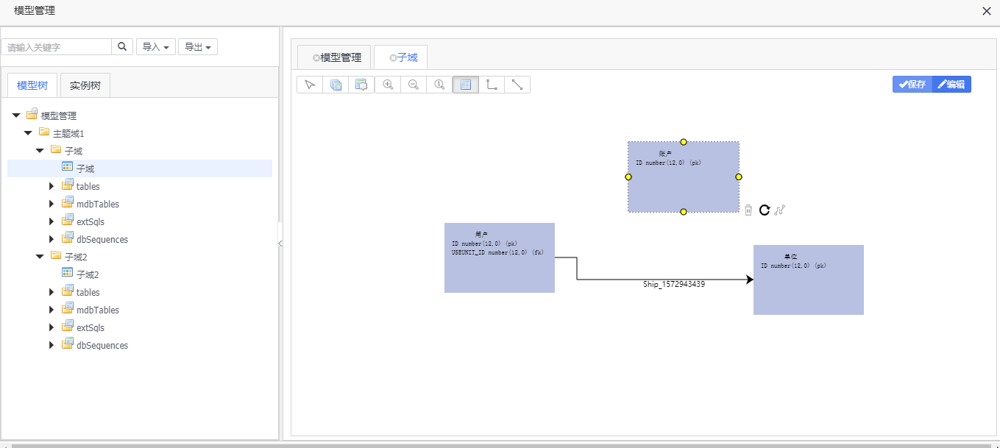 模型管理
请输入关键字
导入
导出
模型树
实例树
模型管理
主题域1
子域
子域
tables
mdbTables
extSqls
dbSequences
子域2
子域2
tables
mdbTables
extSqls
dbSequences
模型管理
子域
保存
编辑
账户
ID number(12,0) (pk)
用户
ID number(12,0) (pk)
USEUNIT_ID number(12,0) (fk)
单位
ID number(12,0) (pk)
Ship_1572943439